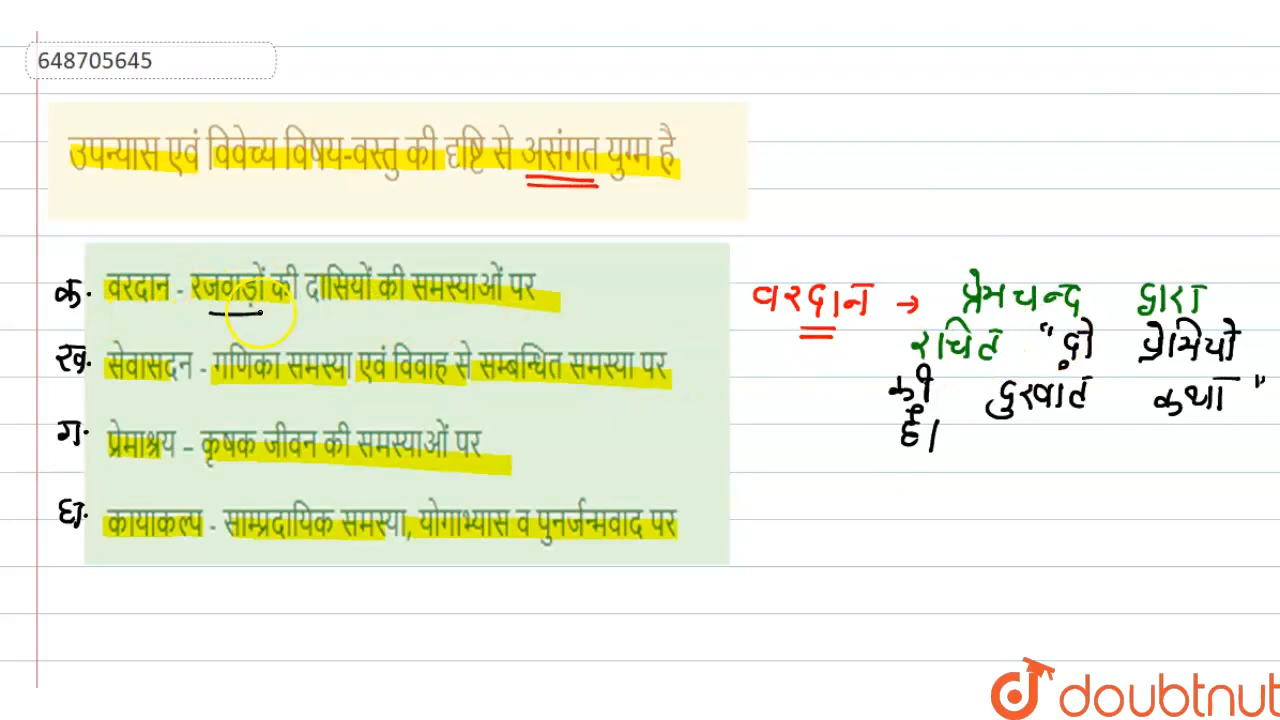 648705645
उपन्यास एवं विवेच्य विषय-वस्तु की दृष्टि से असंगत युग्म है
क. वरदान - रजवाड़ों की दासियों की समस्याओं पर
ख. सेवासदन - गणिका समस्या एवं विवाह से सम्बन्धित समस्या पर
ग. प्रेमाश्रय – कृषक जीवन की समस्याओं पर
घ. कायाकल्प - साम्प्रदायिक समस्या, योगाभ्यास व पुनर्जन्मवाद पर
वरदान → प्रेमचन्द द्वारा
रचित "दो प्रेमियो
की दुखांत कथा"
है।
doubtnut